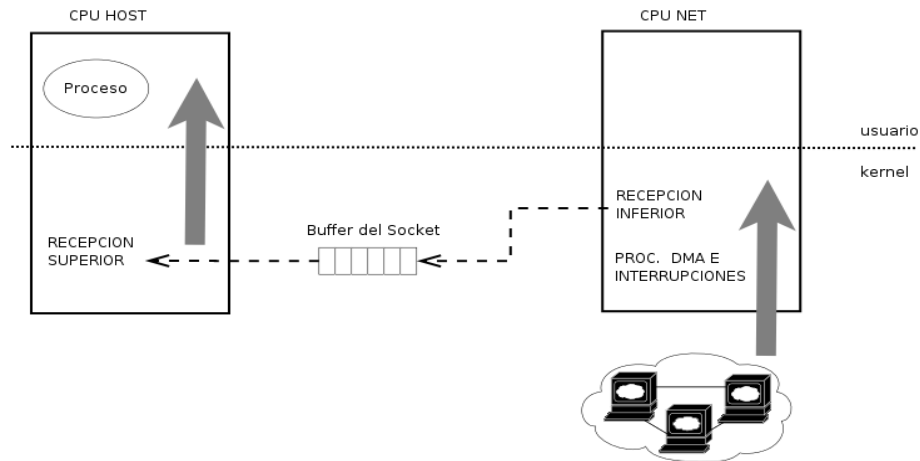 CPU HOST
CPU NET
Proceso
usuario
kernel
RECEPCION
INFERIOR
Buffer del Socket
RECEPCION
SUPERIOR
PROC. DMA E
INTERRUPCIONES